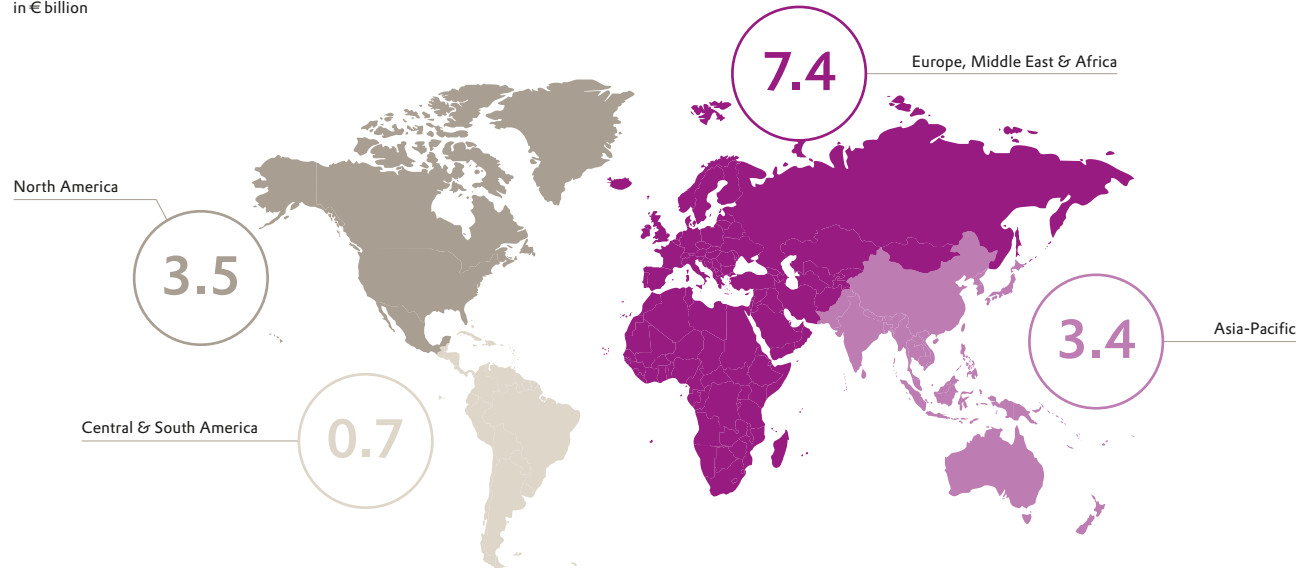 in € billion
7.4
Europe, Middle East & Africa
North America
3.5
3.4
Asia-Pacific
Central & South America
0.7